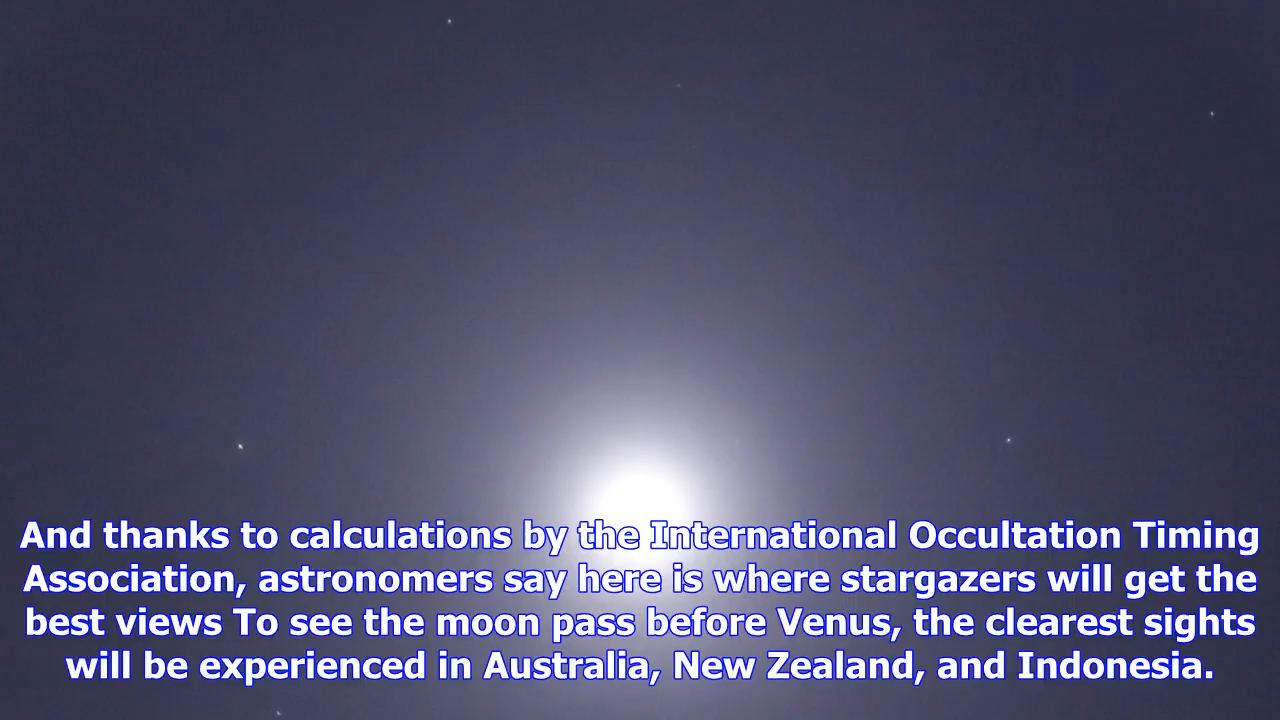 And thanks to calculations by the International Occultation Timing
Association, astronomers say here is where stargazers will get the
best views To see the moon pass before Venus, the clearest sights
will be experienced in Australia, New Zealand, and Indonesia.